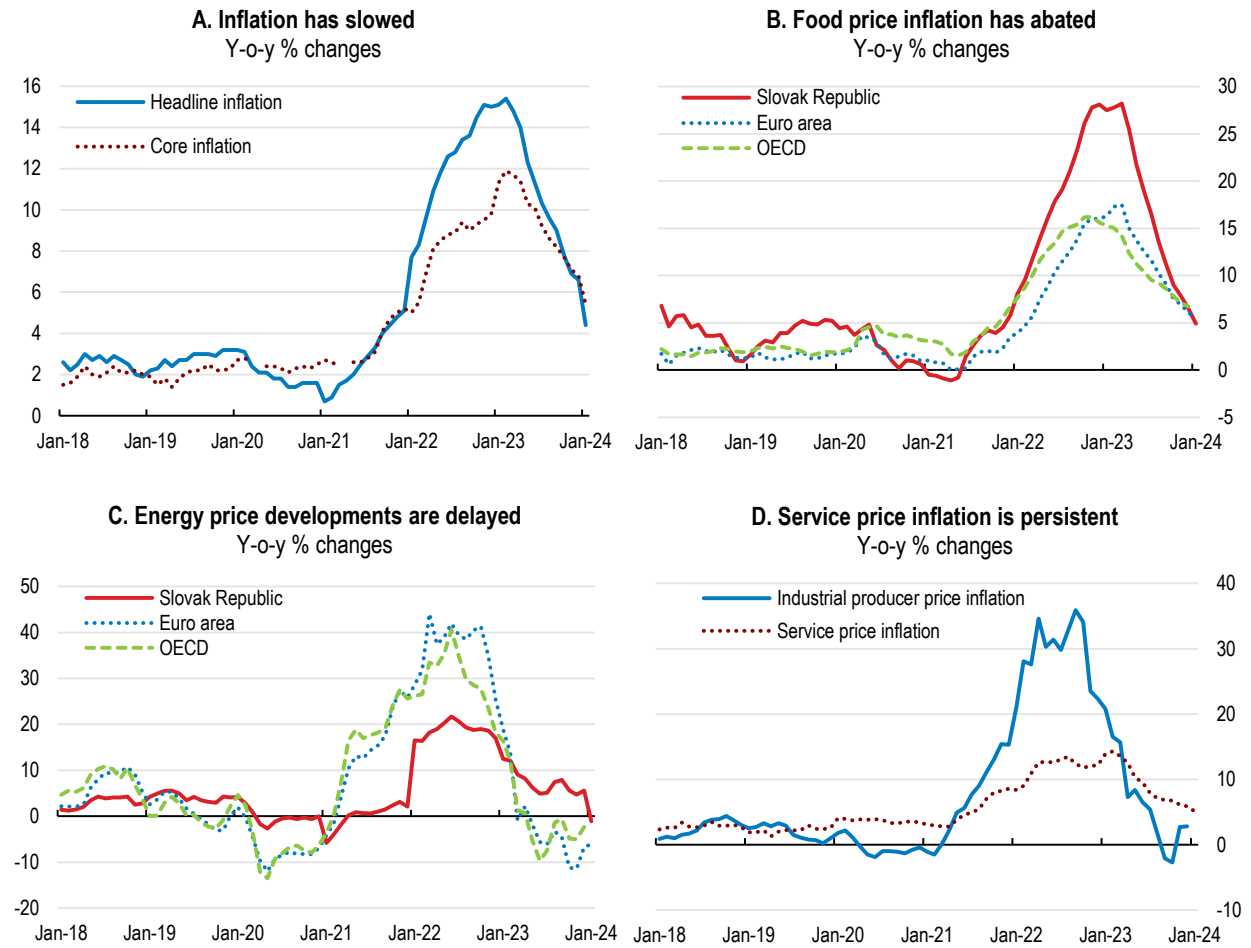 A. Inflation has slowed
Y-o-y % changes
16
14
12
10
8
6
4
2
0
Headline inflation
Core inflation
Jan-18 Jan-19 Jan-20 Jan-21 Jan-22 Jan-23 Jan-24
B. Food price inflation has abated
Y-o-y % changes
30
25
20
15
10
5
0
-5
Slovak Republic
Euro area
OECD
Jan-18 Jan-19 Jan-20 Jan-21 Jan-22 Jan-23 Jan-24
C. Energy price developments are delayed
Y-o-y % changes
50
40
30
20
10
0
-10
-20
Slovak Republic
Euro area
OECD
Jan-18 Jan-19 Jan-20 Jan-21 Jan-22 Jan-23 Jan-24
D. Service price inflation is persistent
Y-o-y % changes
40
30
20
10
0
-10
Industrial producer price inflation
Service price inflation
Jan-18 Jan-19 Jan-20 Jan-21 Jan-22 Jan-23 Jan-24